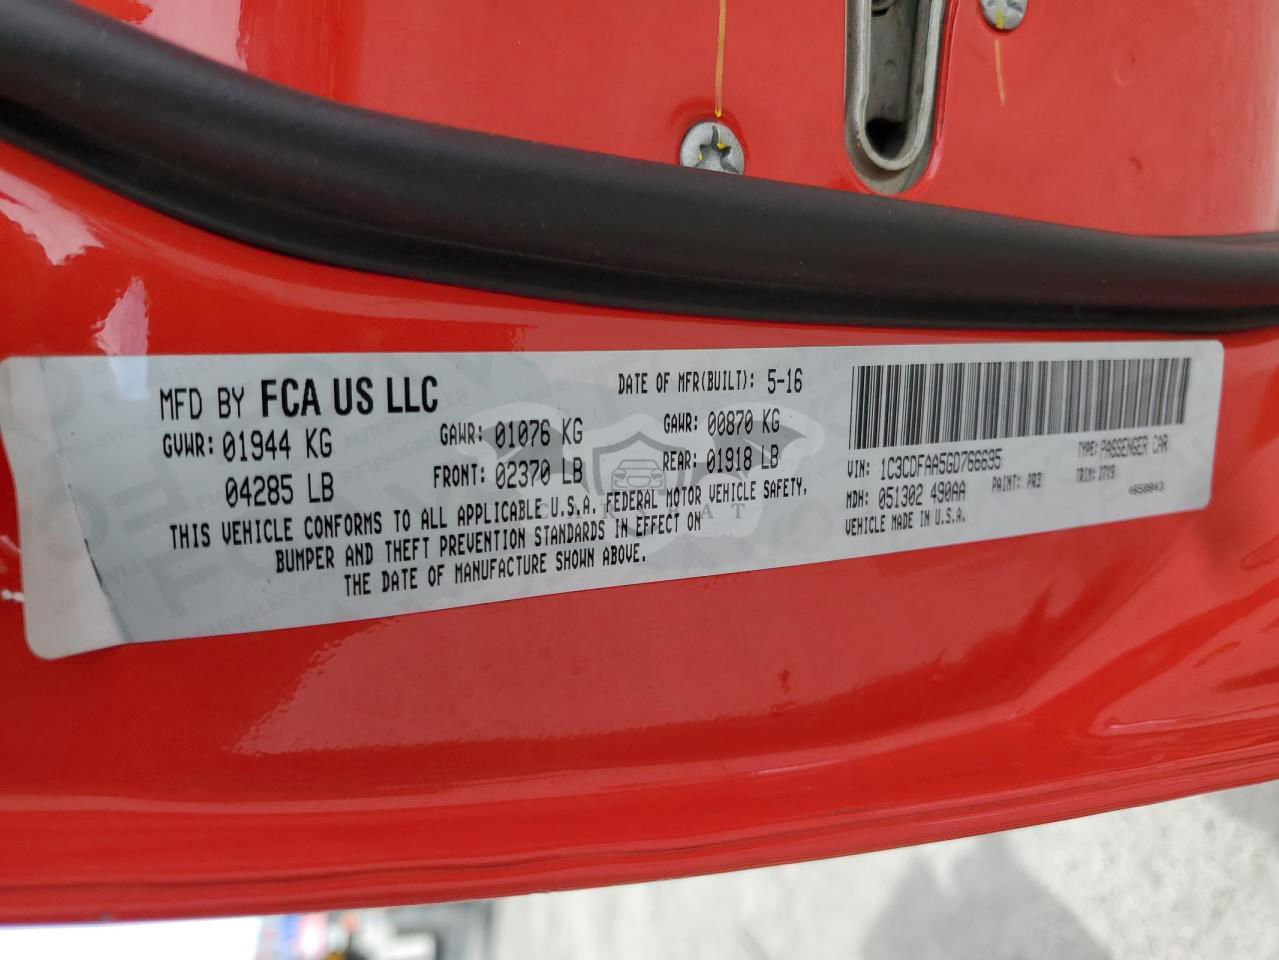 MFD BY FCA US LLC
DATE OF MFR(BUILT): 5-16
GVWR: 01944 KG
GAWR: 01076 KG
GAWR: 00870 KG
04285 LB
FRONT: 02370 LB
REAR: 01918 LB
THIS VEHICLE CONFORMS TO ALL APPLICABLE U.S.A. FEDERAL MOTOR VEHICLE SAFETY,
BUMPER AND THEFT PREVENTION STANDARDS IN EFFECT ON
THE DATE OF MANUFACTURE SHOWN ABOVE.
VIN: 1C3CDFAA5GD766695
TYPE: PASSENGER CAR
MDH: 051302 490AA
PAINT: PR3
TRIM: D7X9
VEHICLE MADE IN U.S.A.
4658043